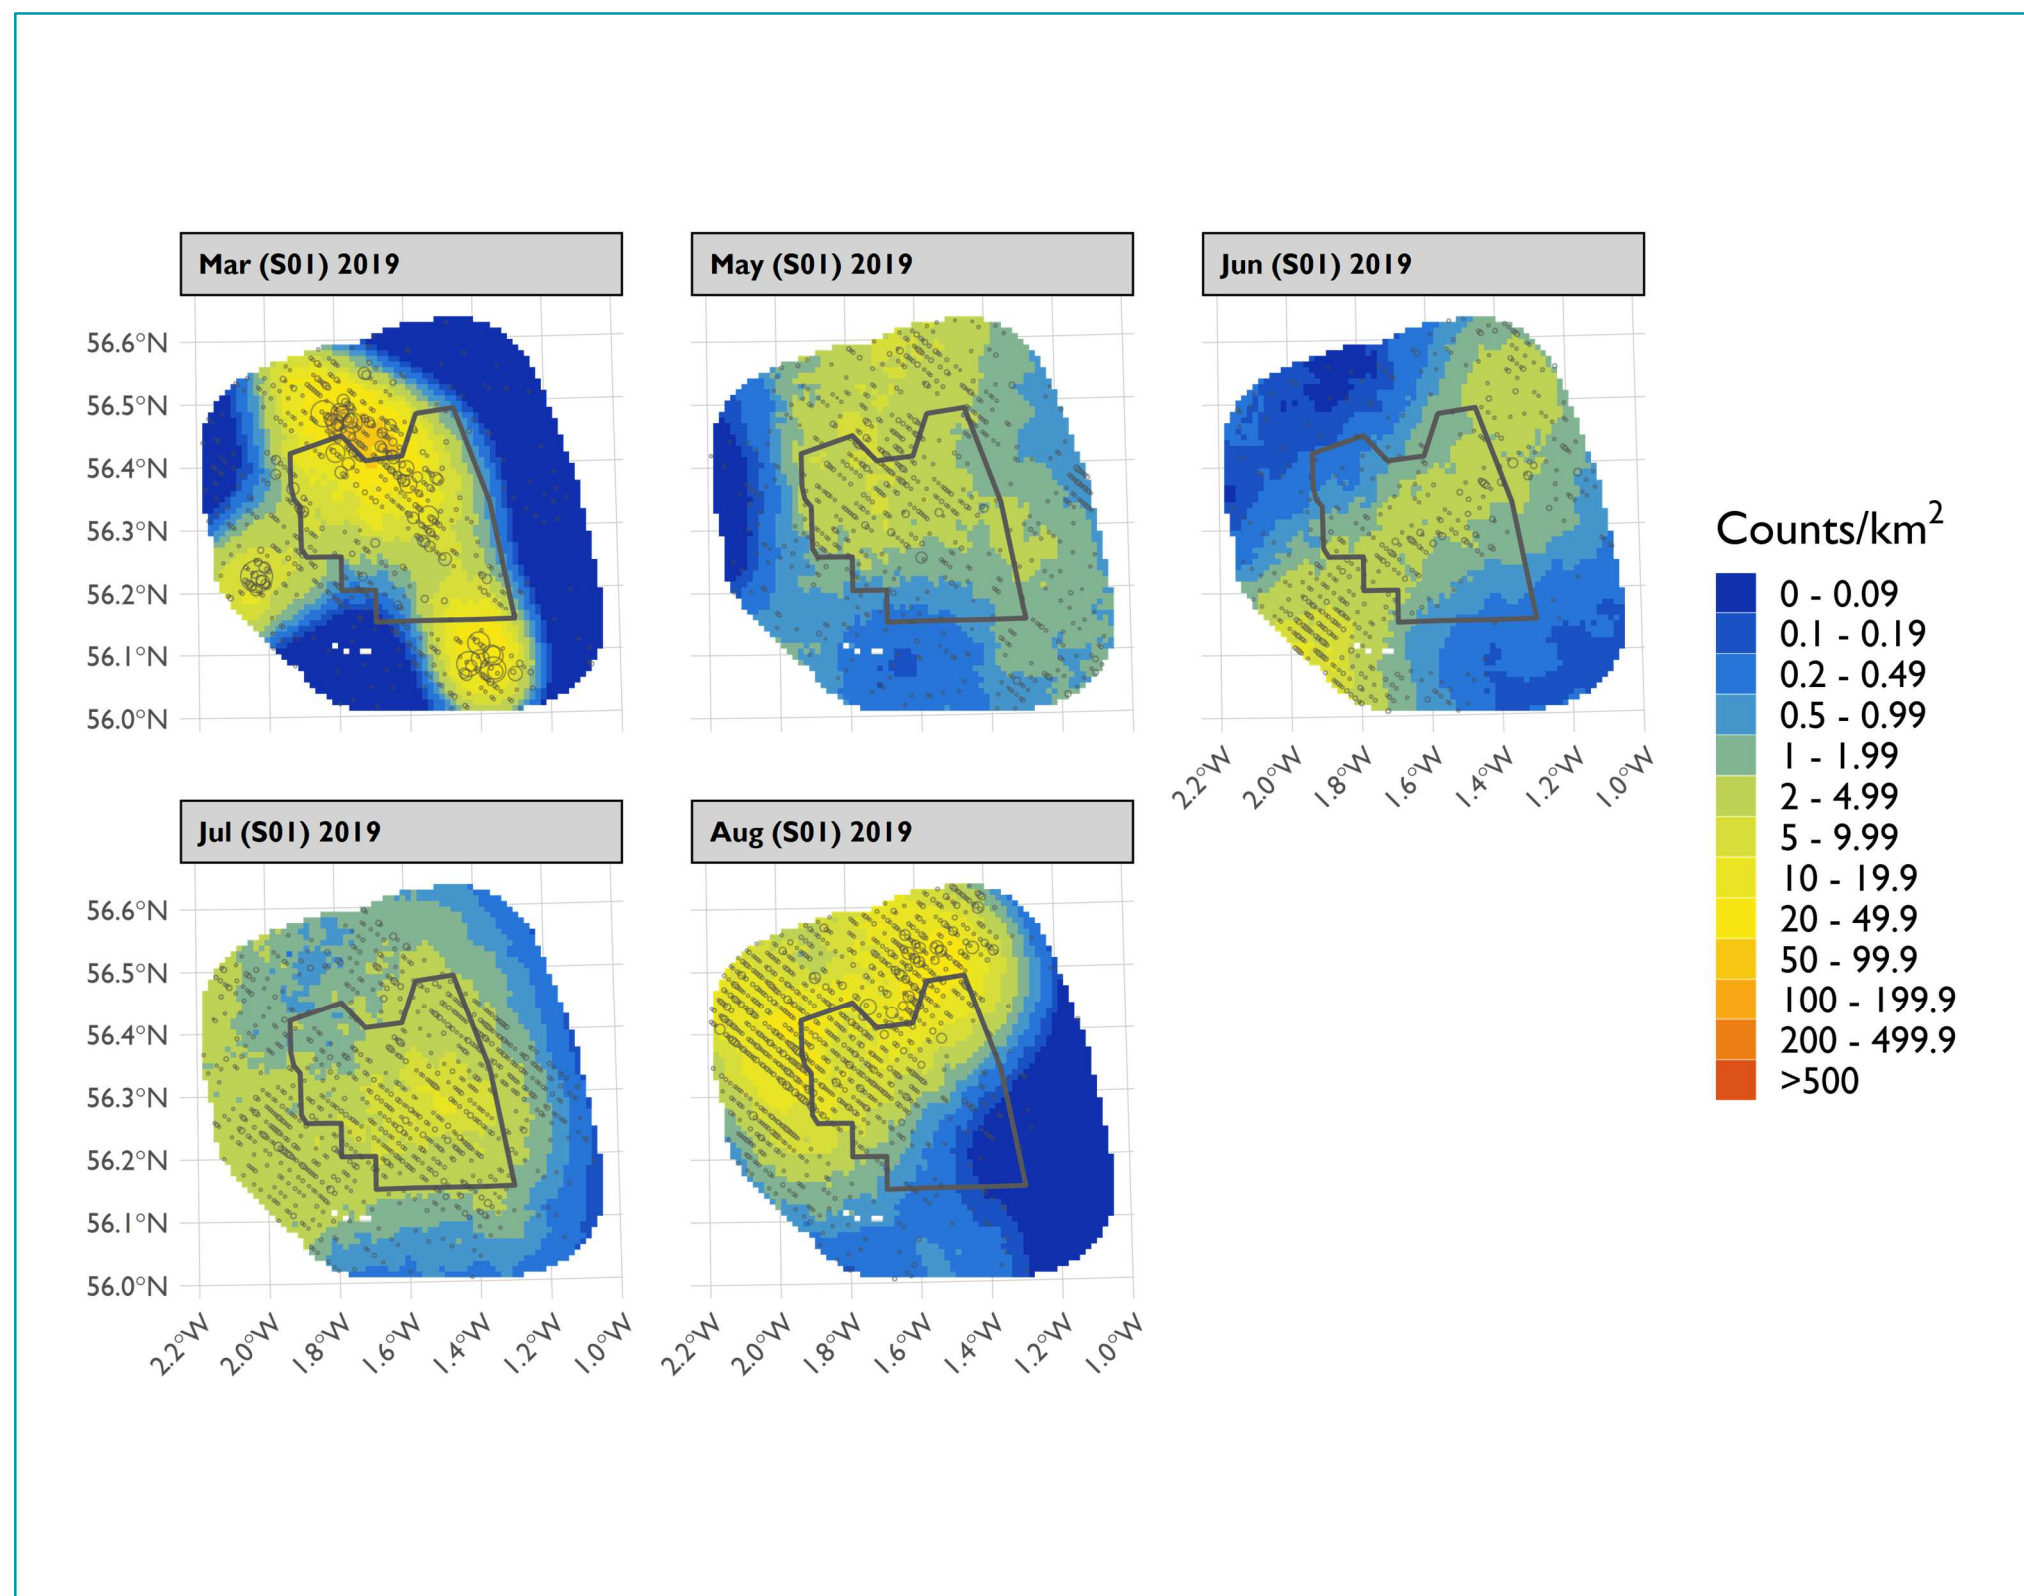 Mar (S01) 2019
May (S01) 2019
Jun (S01) 2019
56.6°N
56.5°N
56.4°N
56.3°N
56.2°N
56.1°N
56.0°N
2.2°W
2.0°W
1.8°W
1.6°W
1.4°W
1.2°W
1.0°W
Jul (S01) 2019
Aug (S01) 2019
56.6°N
56.5°N
56.4°N
56.3°N
56.2°N
56.1°N
56.0°N
2.2°W
2.0°W
1.8°W
1.6°W
1.4°W
1.2°W
1.0°W
2.2°W
2.0°W
1.8°W
1.6°W
1.4°W
1.2°W
1.0°W
Counts/km²
0 - 0.09
0.1 - 0.19
0.2 - 0.49
0.5 - 0.99
1 - 1.99
2 - 4.99
5 - 9.99
10 - 19.9
20 - 49.9
50 - 99.9
100 - 199.9
200 - 499.9
>500